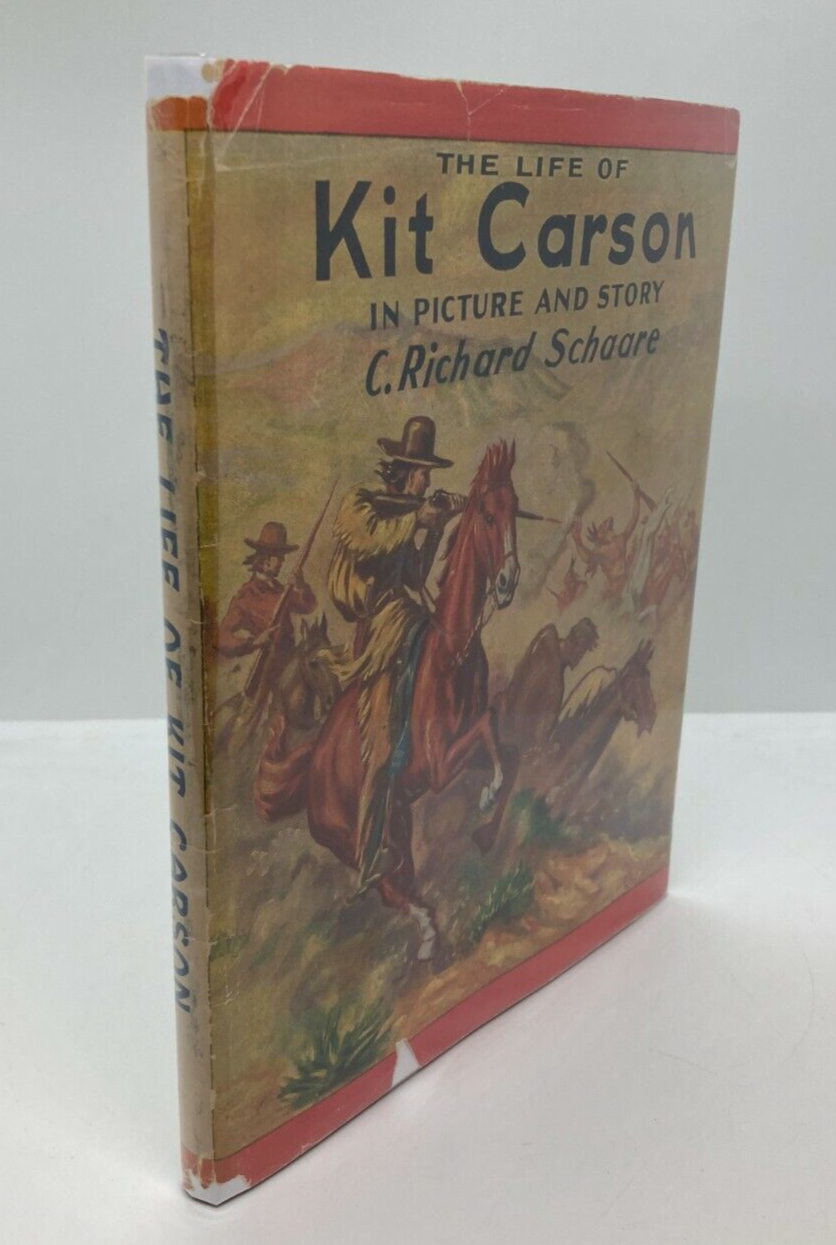 THE LIFE OF
Kit Carson
IN PICTURE AND STORY
C. Richard Schaare
THE LIFE OF KIT CARSON